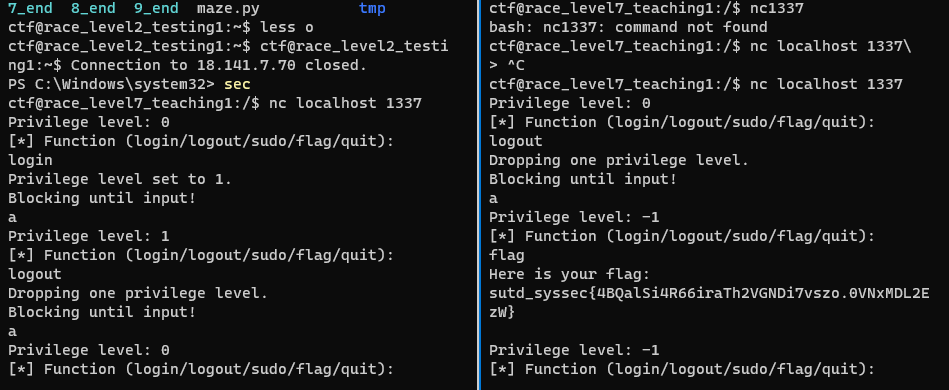 7_end  8_end  9_end  maze.py           tmp
ctf@race_level2_testing1:~$ less o
ctf@race_level2_testing1:~$ ctf@race_level2_testi
ng1:~$ Connection to 18.141.7.70 closed.
PS C:\Windows\system32> sec
ctf@race_level7_teaching1:/$ nc localhost 1337
Privilege level: 0
[*] Function (login/logout/sudo/flag/quit):
login
Privilege level set to 1.
Blocking until input!
a
Privilege level: 1
[*] Function (login/logout/sudo/flag/quit):
logout
Dropping one privilege level.
Blocking until input!
a
Privilege level: 0
[*] Function (login/logout/sudo/flag/quit):
ctf@race_level7_teaching1:/$ nc1337
bash: nc1337: command not found
ctf@race_level7_teaching1:/$ nc localhost 1337\
> ^C
ctf@race_level7_teaching1:/$ nc localhost 1337
Privilege level: 0
[*] Function (login/logout/sudo/flag/quit):
logout
Dropping one privilege level.
Blocking until input!
a
Privilege level: -1
[*] Function (login/logout/sudo/flag/quit):
flag
Here is your flag:
sutd_syssec{4BQalSi4R66iraTh2VGNDi7vszo.0VNxMDL2E
zW}
Privilege level: -1
[*] Function (login/logout/sudo/flag/quit):